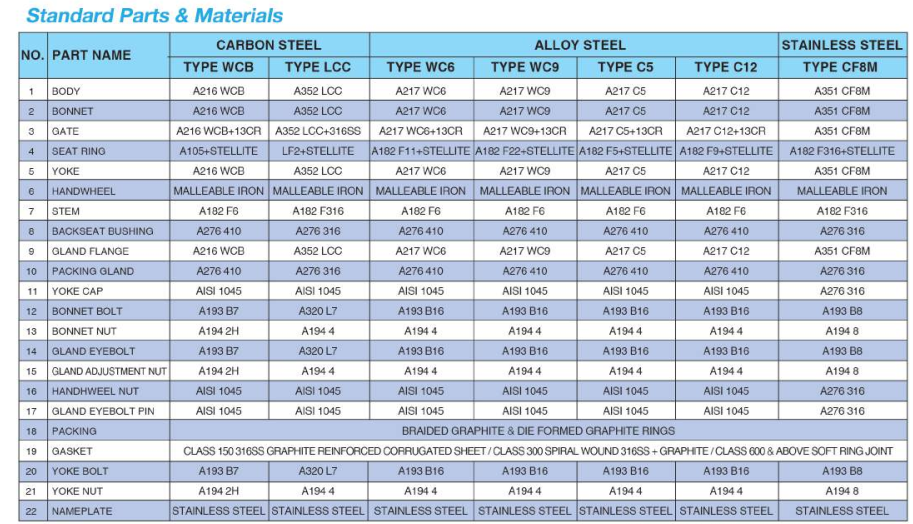 Standard Parts & Materials
NO. PART NAME CARBON STEEL ALLOY STEEL STAINLESS STEEL
TYPE WCB TYPE LCC TYPE WC6 TYPE WC9 TYPE C5 TYPE C12 TYPE CF8M
1 BODY A216 WCB A352 LCC A217 WC6 A217 WC9 A217 C5 A217 C12 A351 CF8M
2 BONNET A216 WCB A352 LCC A217 WC6 A217 WC9 A217 C5 A217 C12 A351 CF8M
3 GATE A216 WCB+13CR A352 LCC+316SS A217 WC6+13CR A217 WC9+13CR A217 C5+13CR A217 C12+13CR A351 CF8M
4 SEAT RING A105+STELLITE LF2+STELLITE A182 F11+STELLITE A182 F22+STELLITE A182 F5+STELLITE A182 F9+STELLITE A182 F316+STELLITE
5 YOKE A216 WCB A352 LCC A217 WC6 A217 WC9 A217 C5 A217 C12 A351 CF8M
6 HANDWHEEL MALLEABLE IRON MALLEABLE IRON MALLEABLE IRON MALLEABLE IRON MALLEABLE IRON MALLEABLE IRON MALLEABLE IRON
7 STEM A182 F6 A182 F316 A182 F6 A182 F6 A182 F6 A182 F6 A182 F316
8 BACKSEAT BUSHING A276 410 A276 316 A276 410 A276 410 A276 410 A276 410 A276 316
9 GLAND FLANGE A216 WCB A352 LCC A217 WC6 A217 WC9 A217 C5 A217 C12 A351 CF8M
10 PACKING GLAND A276 410 A276 316 A276 410 A276 410 A276 410 A276 410 A276 316
11 YOKE CAP AISI 1045 AISI 1045 AISI 1045 AISI 1045 AISI 1045 AISI 1045 A276 316
12 BONNET BOLT A193 B7 A320 L7 A193 B16 A193 B16 A193 B16 A193 B16 A193 B8
13 BONNET NUT A194 2H A194 4 A194 4 A194 4 A194 4 A194 4 A194 8
14 GLAND EYEBOLT A193 B7 A320 L7 A193 B16 A193 B16 A193 B16 A193 B16 A193 B8
15 GLAND ADJUSTMENT NUT A194 2H A194 4 A194 4 A194 4 A194 4 A194 4 A194 8
16 HANDHWEEL NUT AISI 1045 AISI 1045 AISI 1045 AISI 1045 AISI 1045 AISI 1045 A276 316
17 GLAND EYEBOLT PIN AISI 1045 AISI 1045 AISI 1045 AISI 1045 AISI 1045 AISI 1045 A276 316
18 PACKING BRAIDED GRAPHITE & DIE FORMED GRAPHITE RINGS
19 GASKET CLASS 150 316SS GRAPHITE REINFORCED CORRUGATED SHEET / CLASS 300 SPIRAL WOUND 316SS + GRAPHITE / CLASS 600 & ABOVE SOFT RING JOINT
20 YOKE BOLT A193 B7 A320 L7 A193 B16 A193 B16 A193 B16 A193 B16 A193 B8
21 YOKE NUT A194 2H A194 4 A194 4 A194 4 A194 4 A194 4 A194 8
22 NAMEPLATE STAINLESS STEEL STAINLESS STEEL STAINLESS STEEL STAINLESS STEEL STAINLESS STEEL STAINLESS STEEL STAINLESS STEEL